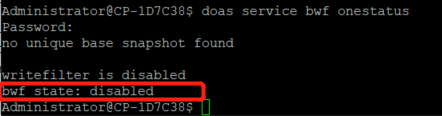 Administrator@CP-1D7C38$ doas service bwf onestatus
Password:
no unique base snapshot found
writefilter is disabled
bwf state: disabled
Administrator@CP-1D7C38$